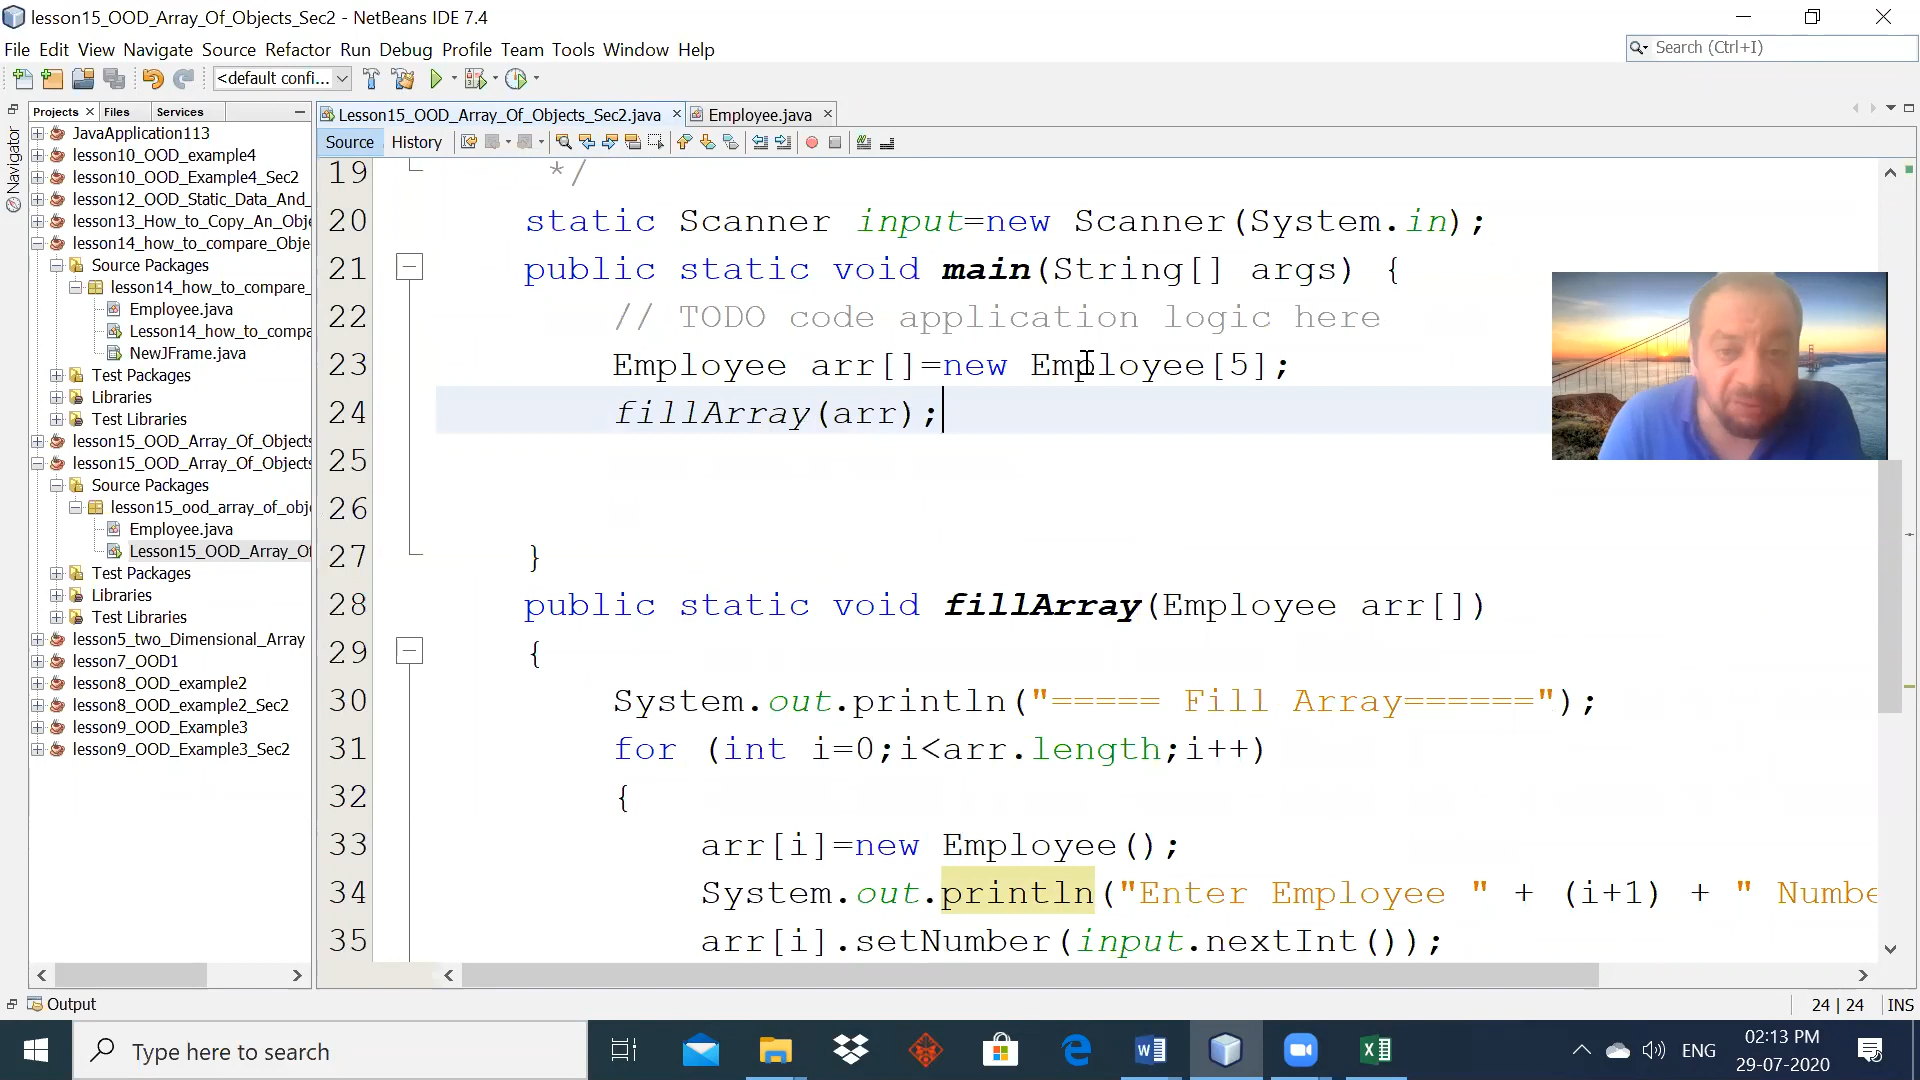 lesson15_OOD_Array_Of_Objects_Sec2 - NetBeans IDE 7.4
File Edit View Navigate Source Refactor Run Debug Profile Team Tools Window Help
Search (Ctrl+I)
<default confi...
Projects Files Services
Lesson15_OOD_Array_Of_Objects_Sec2.java Employee.java
Navigator
Source History
JavaApplication113
lesson10_OOD_example4
lesson10_OOD_Example4_Sec2
lesson12_OOD_Static_Data_And_
lesson13_How_to_Copy_An_Obje
lesson14_how_to_compare_Obje
Source Packages
lesson14_how_to_compare_
Employee.java
Lesson14_how_to_compa
NewJFrame.java
Test Packages
Libraries
Test Libraries
lesson15_OOD_Array_Of_Objects
lesson15_OOD_Array_Of_Objects
Source Packages
lesson15_ood_array_of_obj
Employee.java
Lesson15_OOD_Array_Of
Test Packages
Libraries
Test Libraries
lesson5_two_Dimensional_Array
lesson7_OOD1
lesson8_OOD_example2
lesson8_OOD_example2_Sec2
lesson9_OOD_Example3
lesson9_OOD_Example3_Sec2
19 */
20 static Scanner input=new Scanner(System.in);
21 public static void main(String[] args) {
22 // TODO code application logic here
23 Employee arr[]=new Employee[5];
24 fillArray(arr);
25
26
27 }
28 public static void fillArray(Employee arr[])
29 {
30 System.out.println("===== Fill Array======");
31 for (int i=0;i<arr.length;i++)
32 {
33 arr[i]=new Employee();
34 System.out.println("Enter Employee " + (i+1) + " Numbe
35 arr[i].setNumber(input.nextInt());
Output
24 | 24 INS
Type here to search
ENG
02:13 PM
29-07-2020